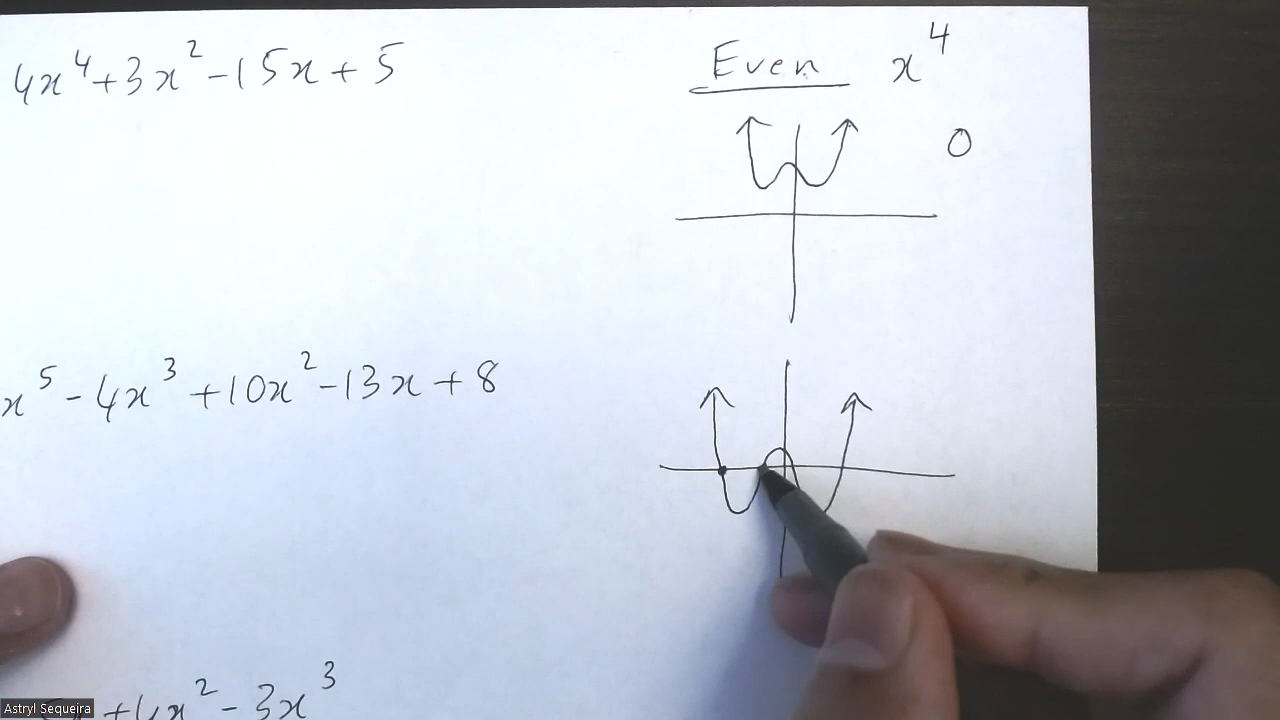 4x⁴+3x²-15x+5
Even x⁴
0
x⁵-4x³+10x²-13x+8
+4x²-3x³
Astryl Sequeira